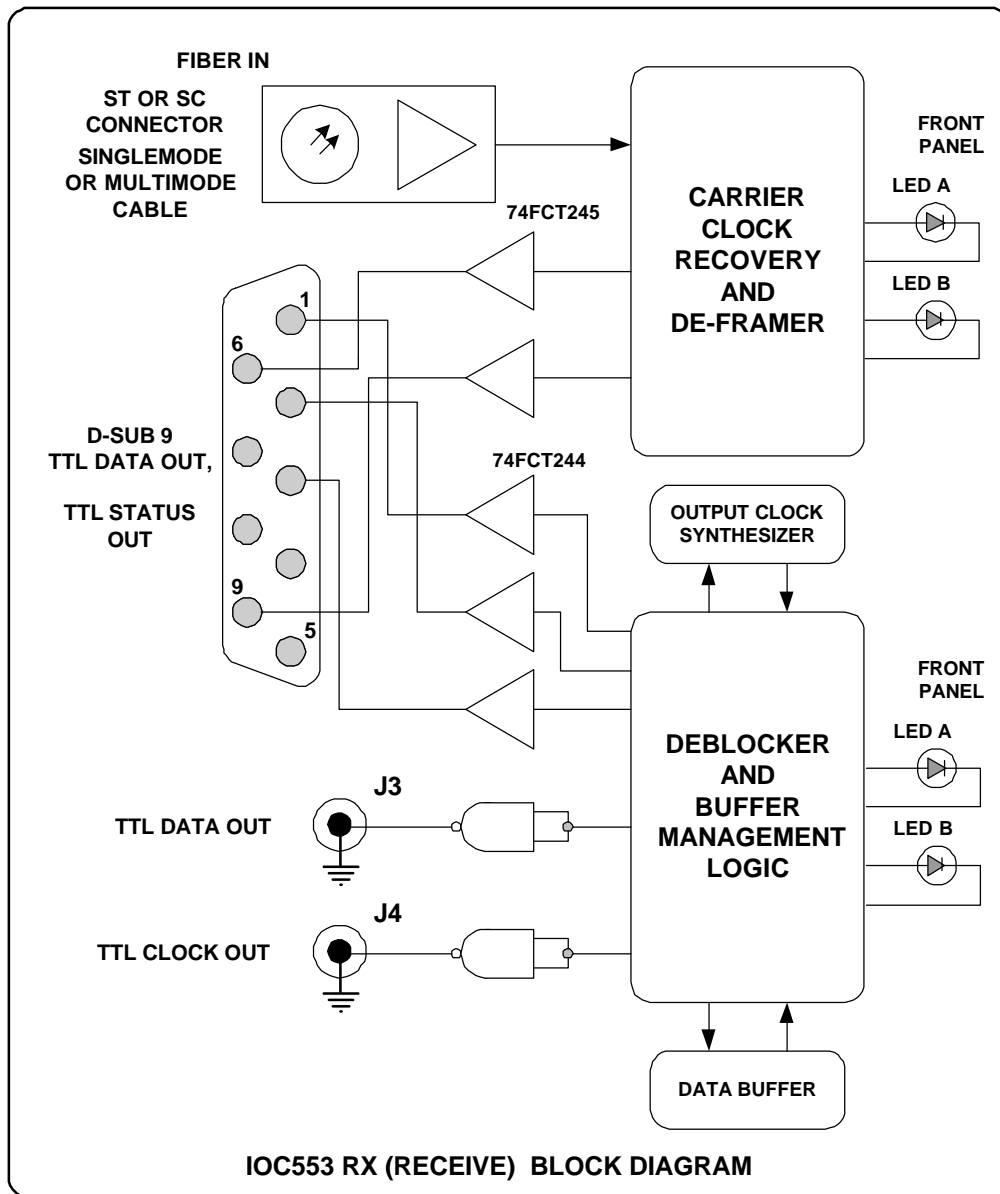 FIBER IN
ST OR SC
CONNECTOR
SINGLEMODE
OR MULTIMODE
CABLE
74FCT245
CARRIER
CLOCK
RECOVERY
AND
DE-FRAMER
FRONT
PANEL
LED A
LED B
1
6
9
5
D-SUB 9
TTL DATA OUT,
TTL STATUS
OUT
74FCT244
OUTPUT CLOCK
SYNTHESIZER
DEBLOCKER
AND
BUFFER
MANAGEMENT
LOGIC
FRONT
PANEL
LED A
LED B
J3
TTL DATA OUT
J4
TTL CLOCK OUT
DATA BUFFER
IOC553 RX (RECEIVE) BLOCK DIAGRAM